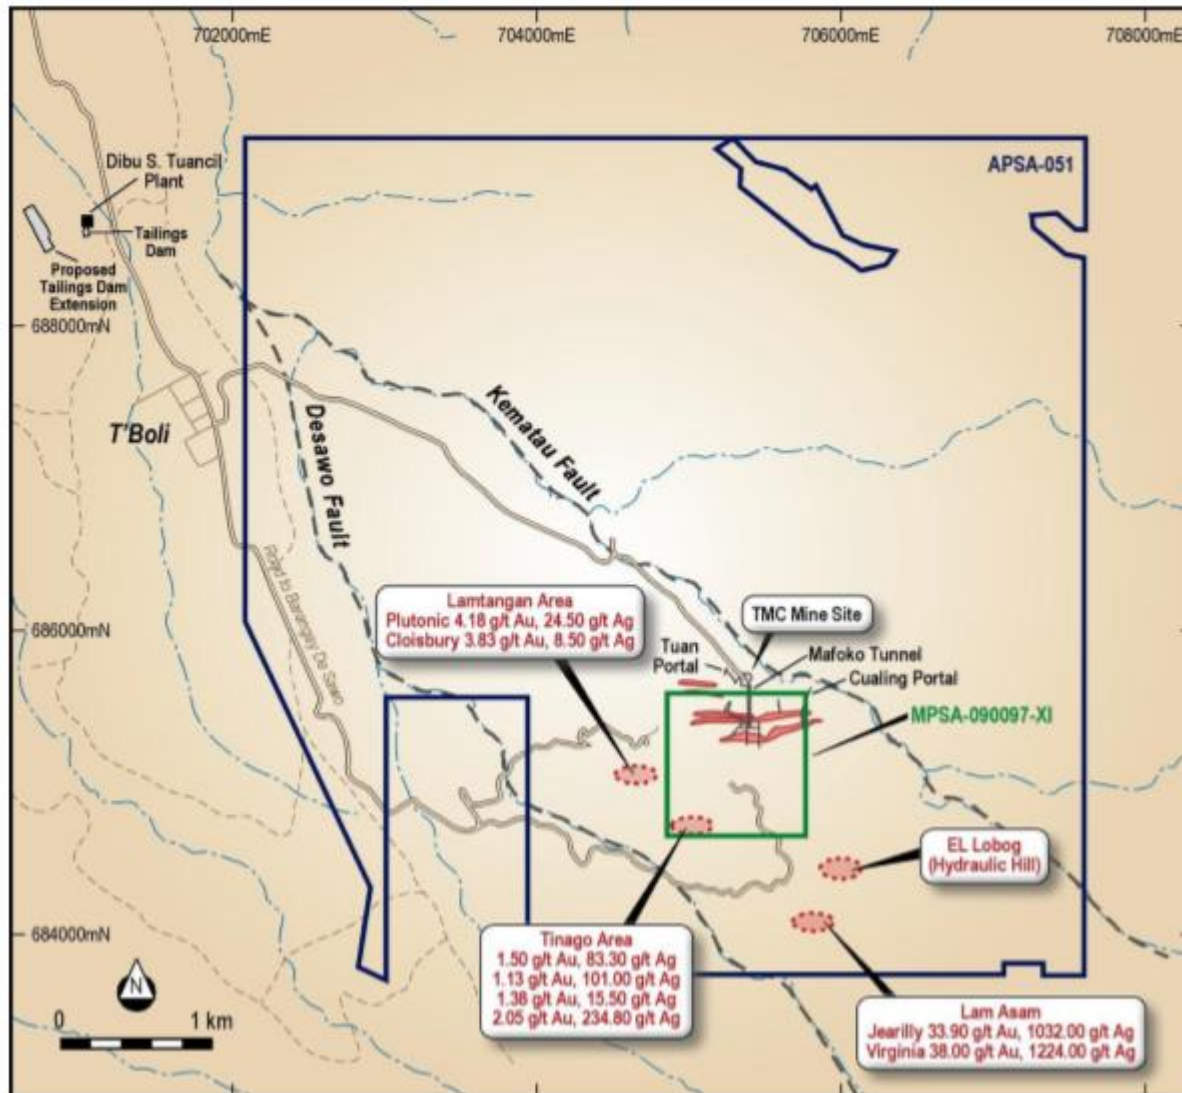 702000mE
704000mE
706000mE
708000mE
APSA-051
Dibu S. Tuancil
Plant
Tailings
Dam
Proposed
Tailings Dam
Extension
688000mN
T'Boli
Kematau Fault
Desawo Fault
Road to Barangay De Sawo
Lamtangan Area
Plutonic 4.18 g/t Au, 24.50 g/t Ag
Cloisbury 3.83 g/t Au, 8.50 g/t Ag
TMC Mine Site
686000mN
Tuan
Portal
Mafoko Tunnel
Cualing Portal
MPSA-090097-XI
EL Lobog
(Hydraulic Hill)
684000mN
Tinago Area
1.50 g/t Au, 83.30 g/t Ag
1.13 g/t Au, 101.00 g/t Ag
1.38 g/t Au, 15.50 g/t Ag
2.05 g/t Au, 234.80 g/t Ag
N
0 1 km
Lam Asam
Jearilly 33.90 g/t Au, 1032.00 g/t Ag
Virginia 38.00 g/t Au, 1224.00 g/t Ag